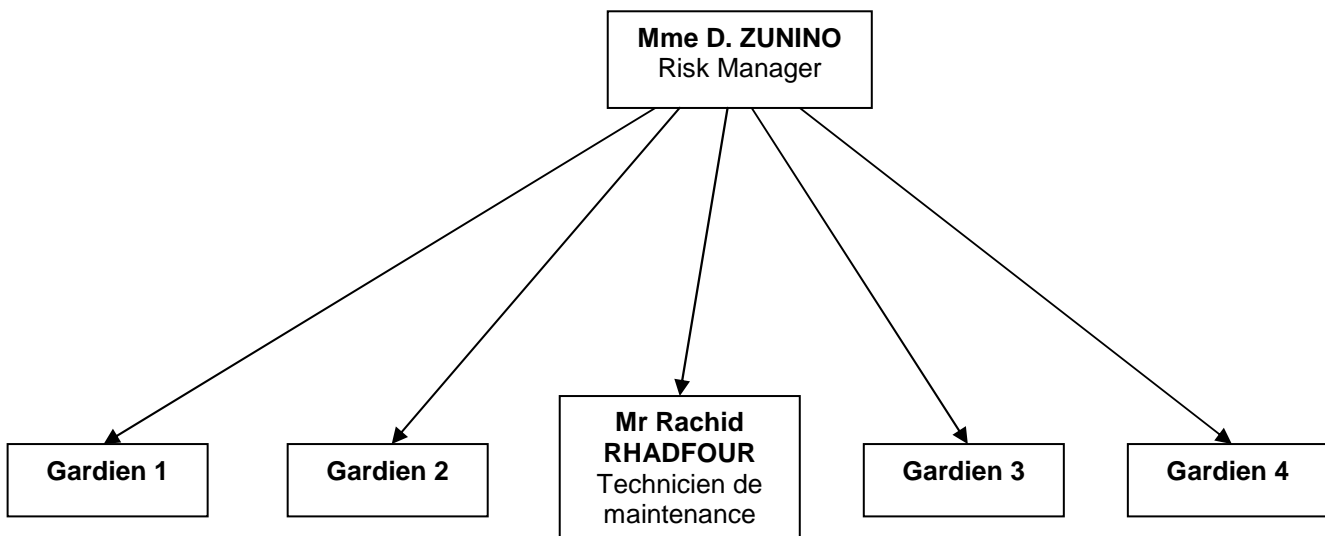 Mme D. ZUNINO
Risk Manager
Gardien 1
Gardien 2
Mr Rachid
RHADFOUR
Technicien de
maintenance
Gardien 3
Gardien 4